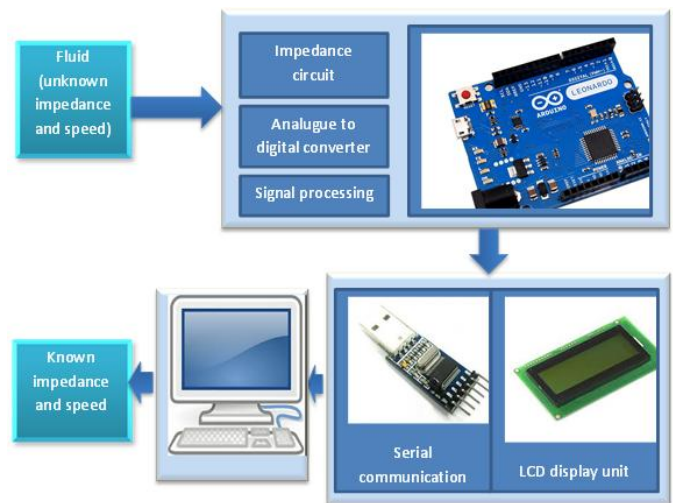 Fluid
(unknown
impedance
and speed)
Impedance
circuit
Analugue to
digital converter
Signal processing
ARDUINO
LEONARDO
Known
impedance
and speed
Serial
communication
LCD display unit